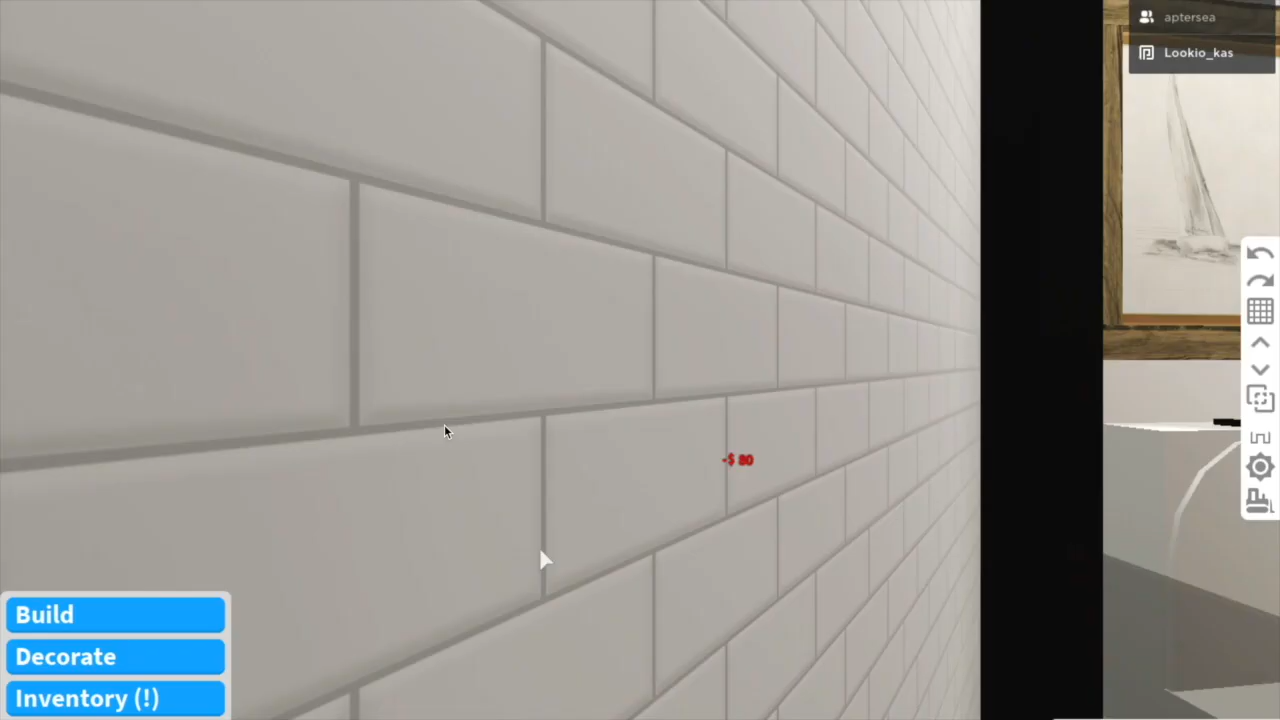 aptersea
Lookio_kas
-$ 80
Build
Decorate
Inventory (!)